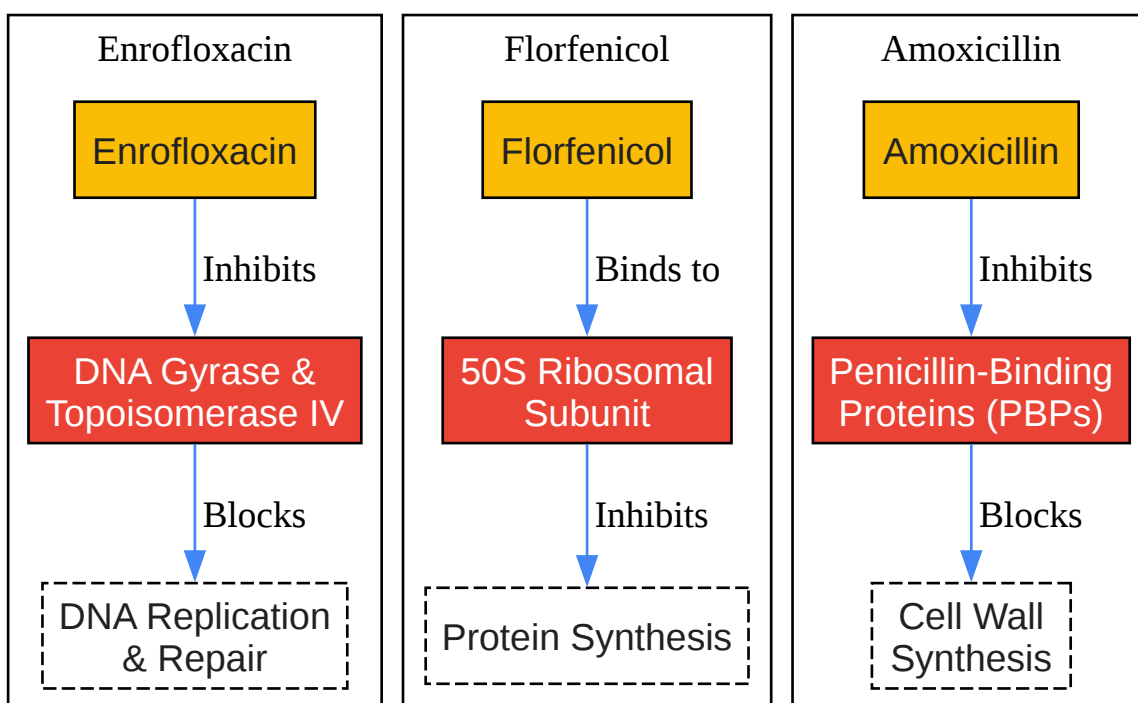 Enrofloxacin
Enrofloxacin
Inhibits
DNA Gyrase &
Topoisomerase IV
Blocks
DNA Replication
& Repair
Florfenicol
Florfenicol
Binds to
50S Ribosomal
Subunit
Inhibits
Protein Synthesis
Amoxicillin
Amoxicillin
Inhibits
Penicillin-Binding
Proteins (PBPs)
Blocks
Cell Wall
Synthesis